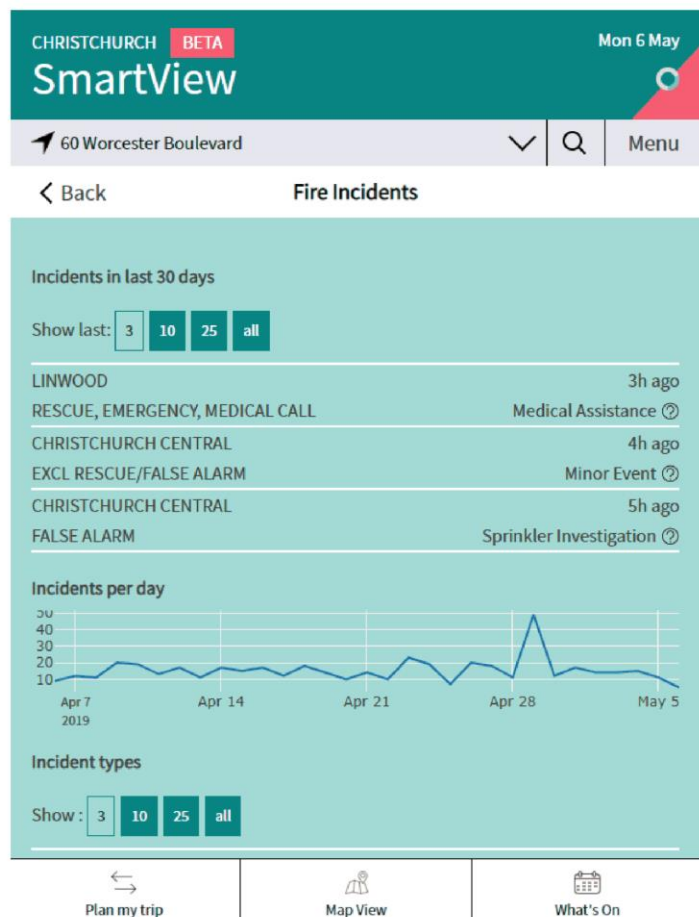 CHRISTCHURCH BETA Mon 6 May
SmartView
60 Worcester Boulevard Menu
Back Fire Incidents
Incidents in last 30 days
Show last: 3 10 25 all
LINWOOD 3h ago
RESCUE, EMERGENCY, MEDICAL CALL Medical Assistance ?
CHRISTCHURCH CENTRAL 4h ago
EXCL RESCUE/FALSE ALARM Minor Event ?
CHRISTCHURCH CENTRAL 5h ago
FALSE ALARM Sprinkler Investigation ?
Incidents per day
50
40
30
20
10
Apr 7 Apr 14 Apr 21 Apr 28 May 5
2019
Incident types
Show : 3 10 25 all
Plan my trip Map View What's On